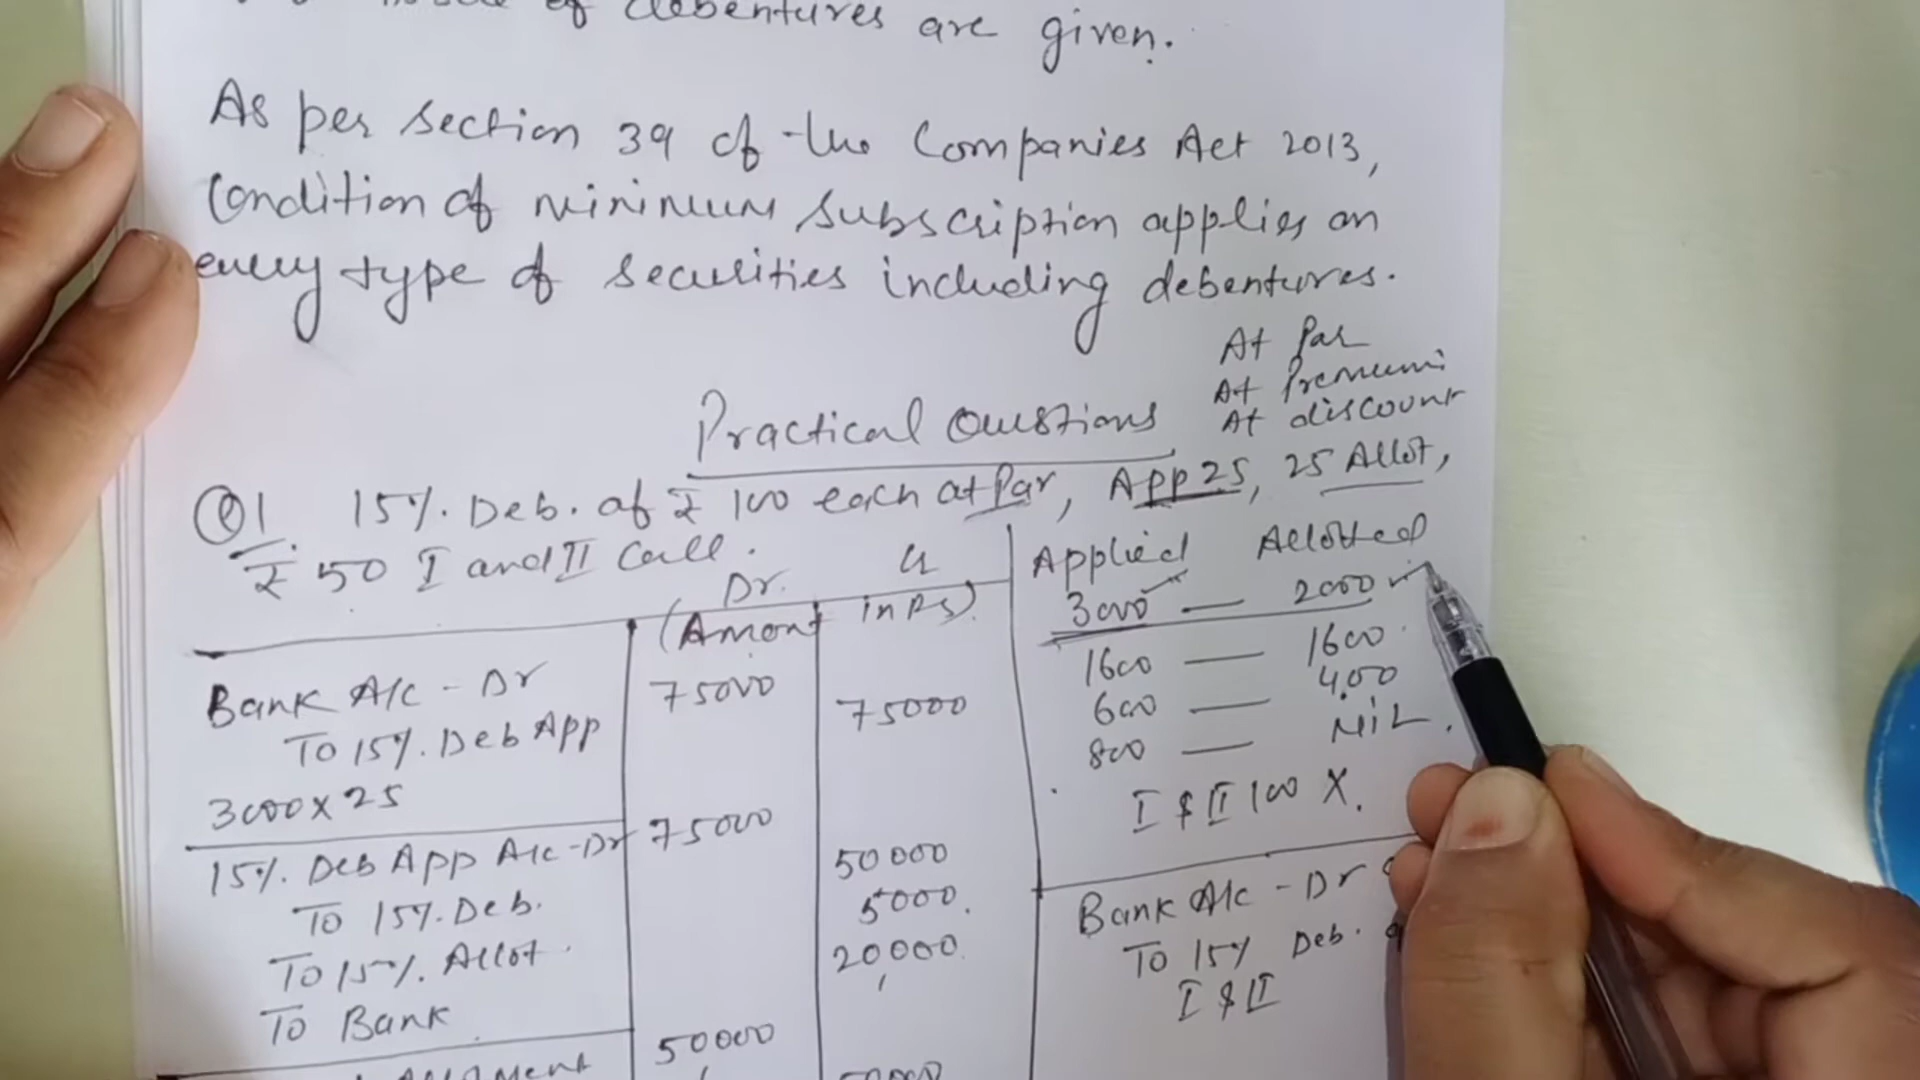 of debentures are given.
As per section 39 of the Companies Act 2013,
Condition of minimum subscription applies on
every type of securities including debentures.
At Par
At Premium
At discount
Practical Questions
Q1 15%. Deb. of ₹ 100 each at Par, App 25, 25 Allot,
₹ 50 I and II Call.
Dr. Cr
(Amont in Rs)
Bank A/c - Dr 75000
To 15%. Deb App 75000
3000 x 25
15%. Deb App A/c - Dr 75000
To 15%. Deb. 50000
To 15%. Allot. 5000.
To Bank 20000
50000
Applied Allotted
3000 — 2000
1600 — 1600
600 — 400
800 — NIL.
I & II 100 X.
Bank A/c - Dr
To 15% Deb.
I & II